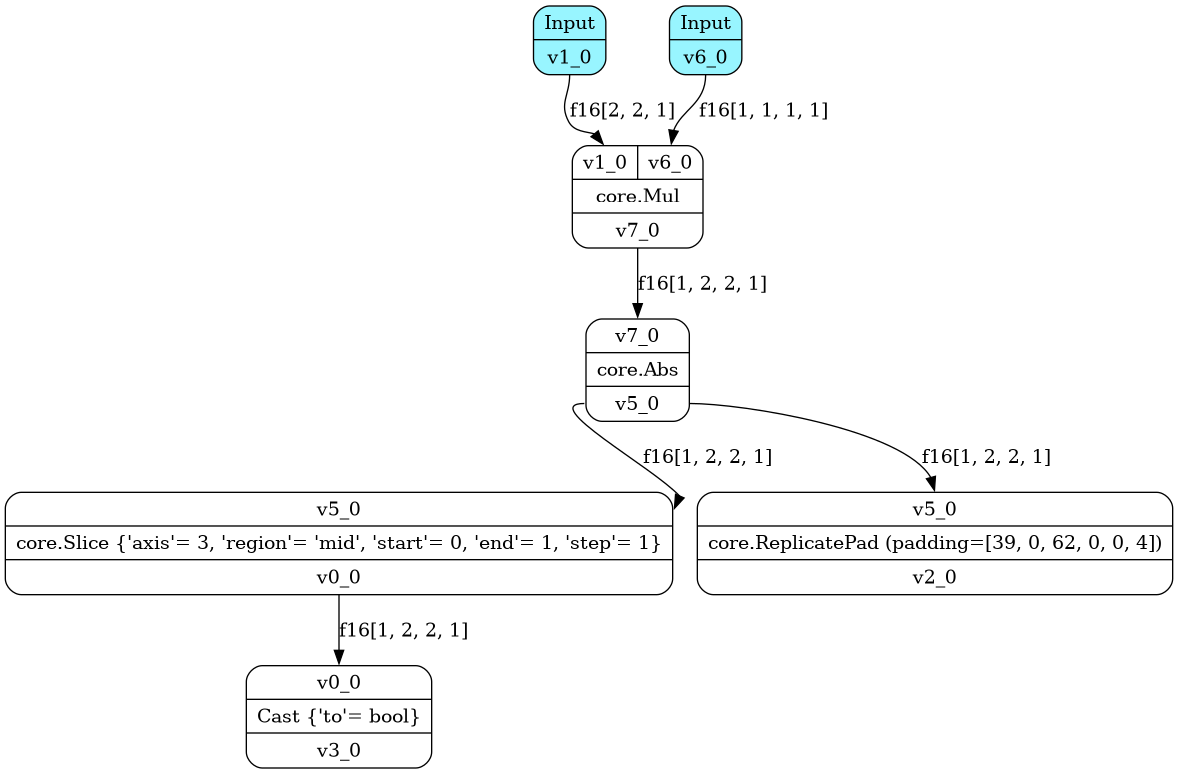 Input
v1_0
Input
v6_0
f16[2, 2, 1]
f16[1, 1, 1, 1]
v1_0 v6_0
core.Mul
v7_0
f16[1, 2, 2, 1]
v7_0
core.Abs
v5_0
f16[1, 2, 2, 1]
f16[1, 2, 2, 1]
v5_0
core.Slice {'axis'= 3, 'region'= 'mid', 'start'= 0, 'end'= 1, 'step'= 1}
v0_0
v5_0
core.ReplicatePad (padding=[39, 0, 62, 0, 0, 4])
v2_0
f16[1, 2, 2, 1]
v0_0
Cast {'to'= bool}
v3_0